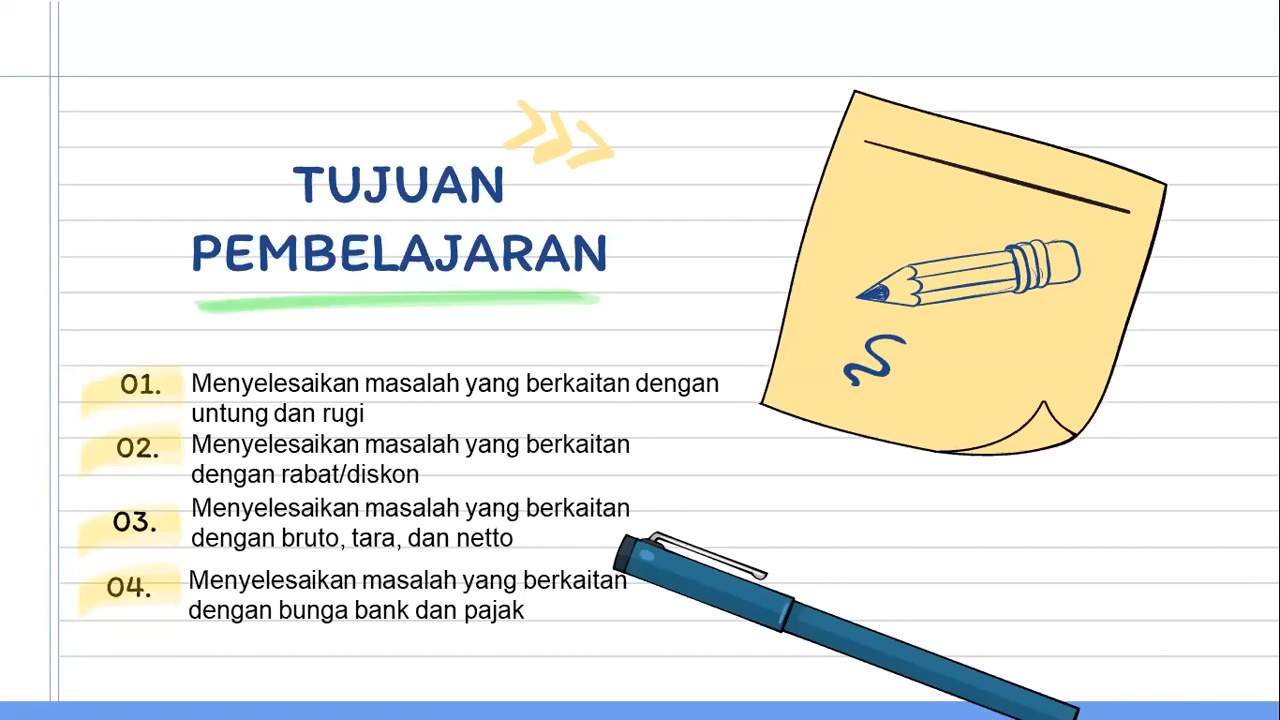 TUJUAN
PEMBELAJARAN
01. Menyelesaikan masalah yang berkaitan dengan
untung dan rugi
02. Menyelesaikan masalah yang berkaitan
dengan rabat/diskon
03. Menyelesaikan masalah yang berkaitan
dengan bruto, tara, dan netto
04. Menyelesaikan masalah yang berkaitan
dengan bunga bank dan pajak